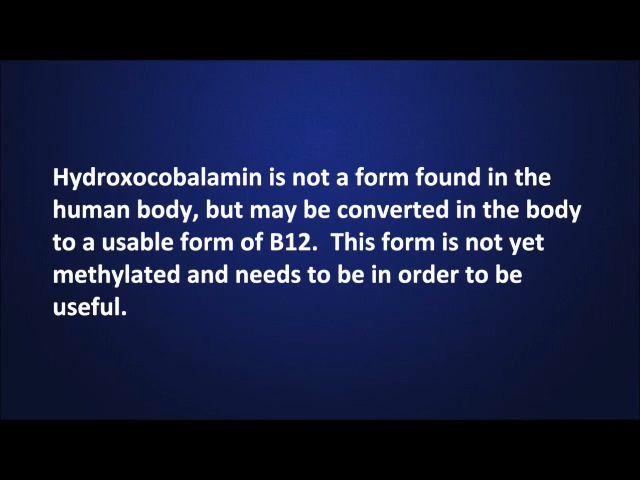 Hydroxocobalamin is not a form found in the
human body, but may be converted in the body
to a usable form of B12.  This form is not yet
methylated and needs to be in order to be
useful.